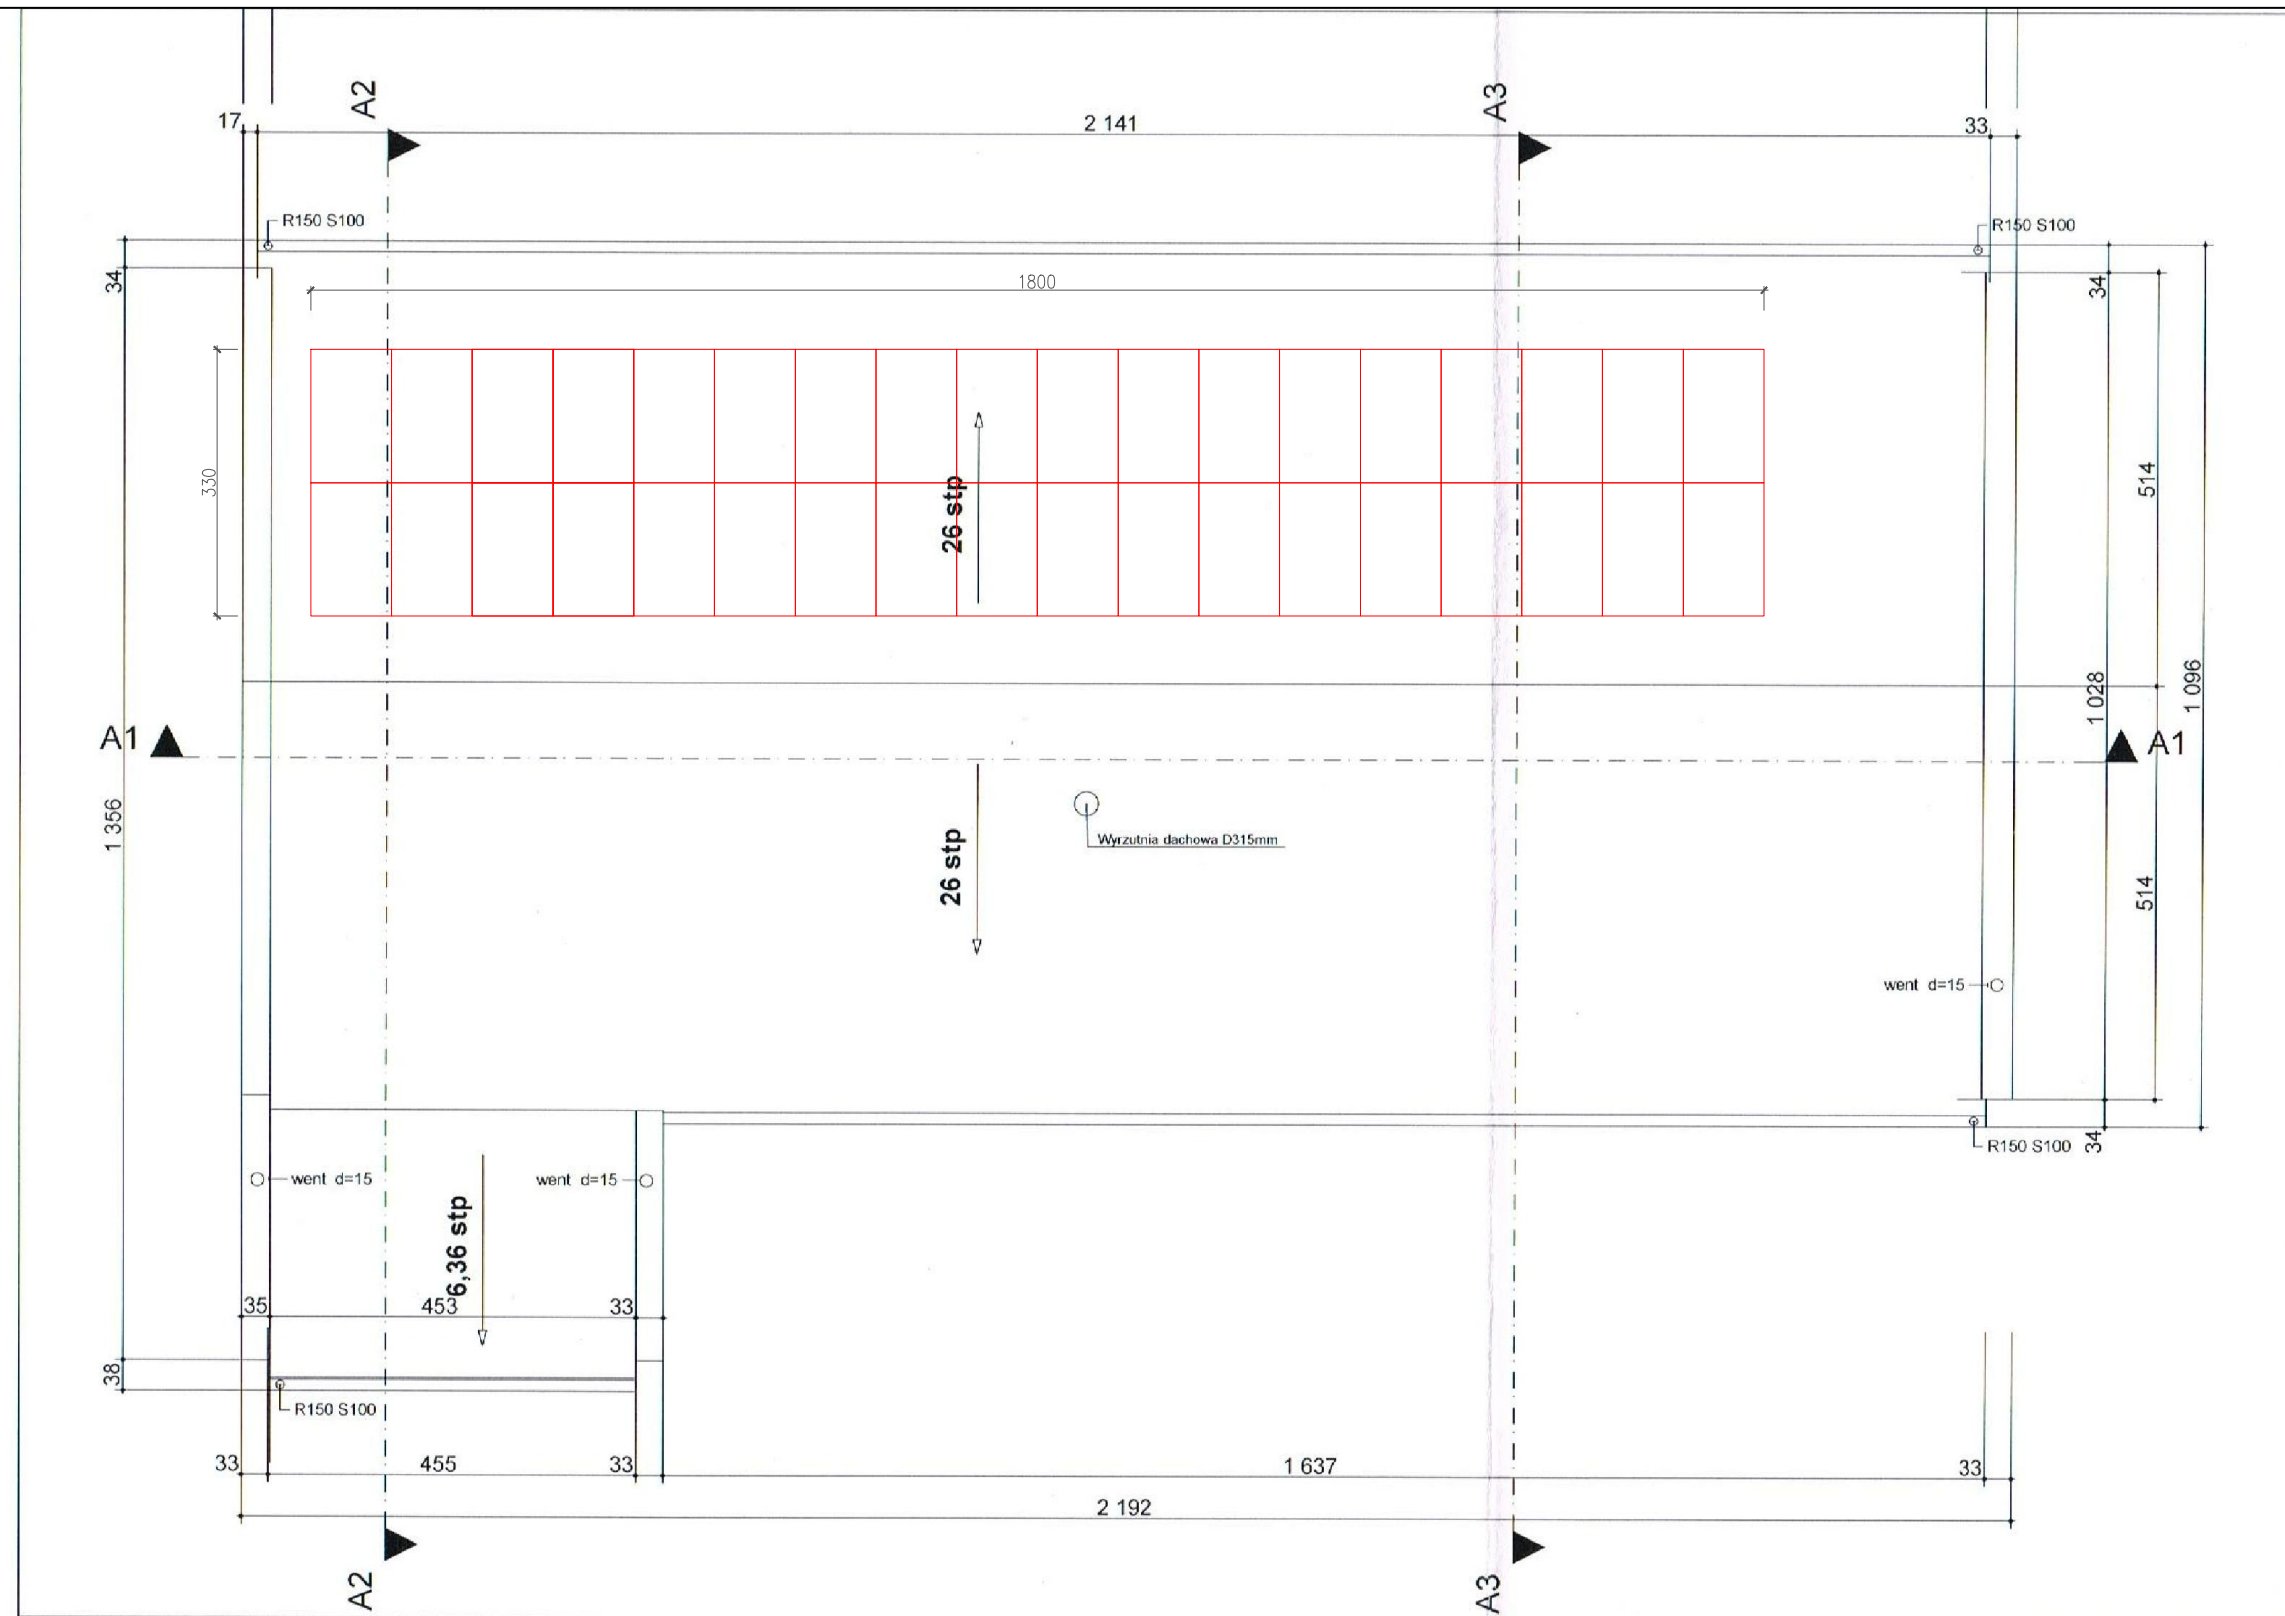 A2
A3
17
2 141
33
R150 S100
R150 S100
34
1800
34
330
26 stp
514
1 028
1 096
A1
A1
1 356
26 stp
Wyrzutnia dachowa D315mm
514
went d=15
R150 S100
34
went d=15
went d=15
6,36 stp
35
453
33
38
R150 S100
33
455
33
1 637
33
2 192
A2
A3